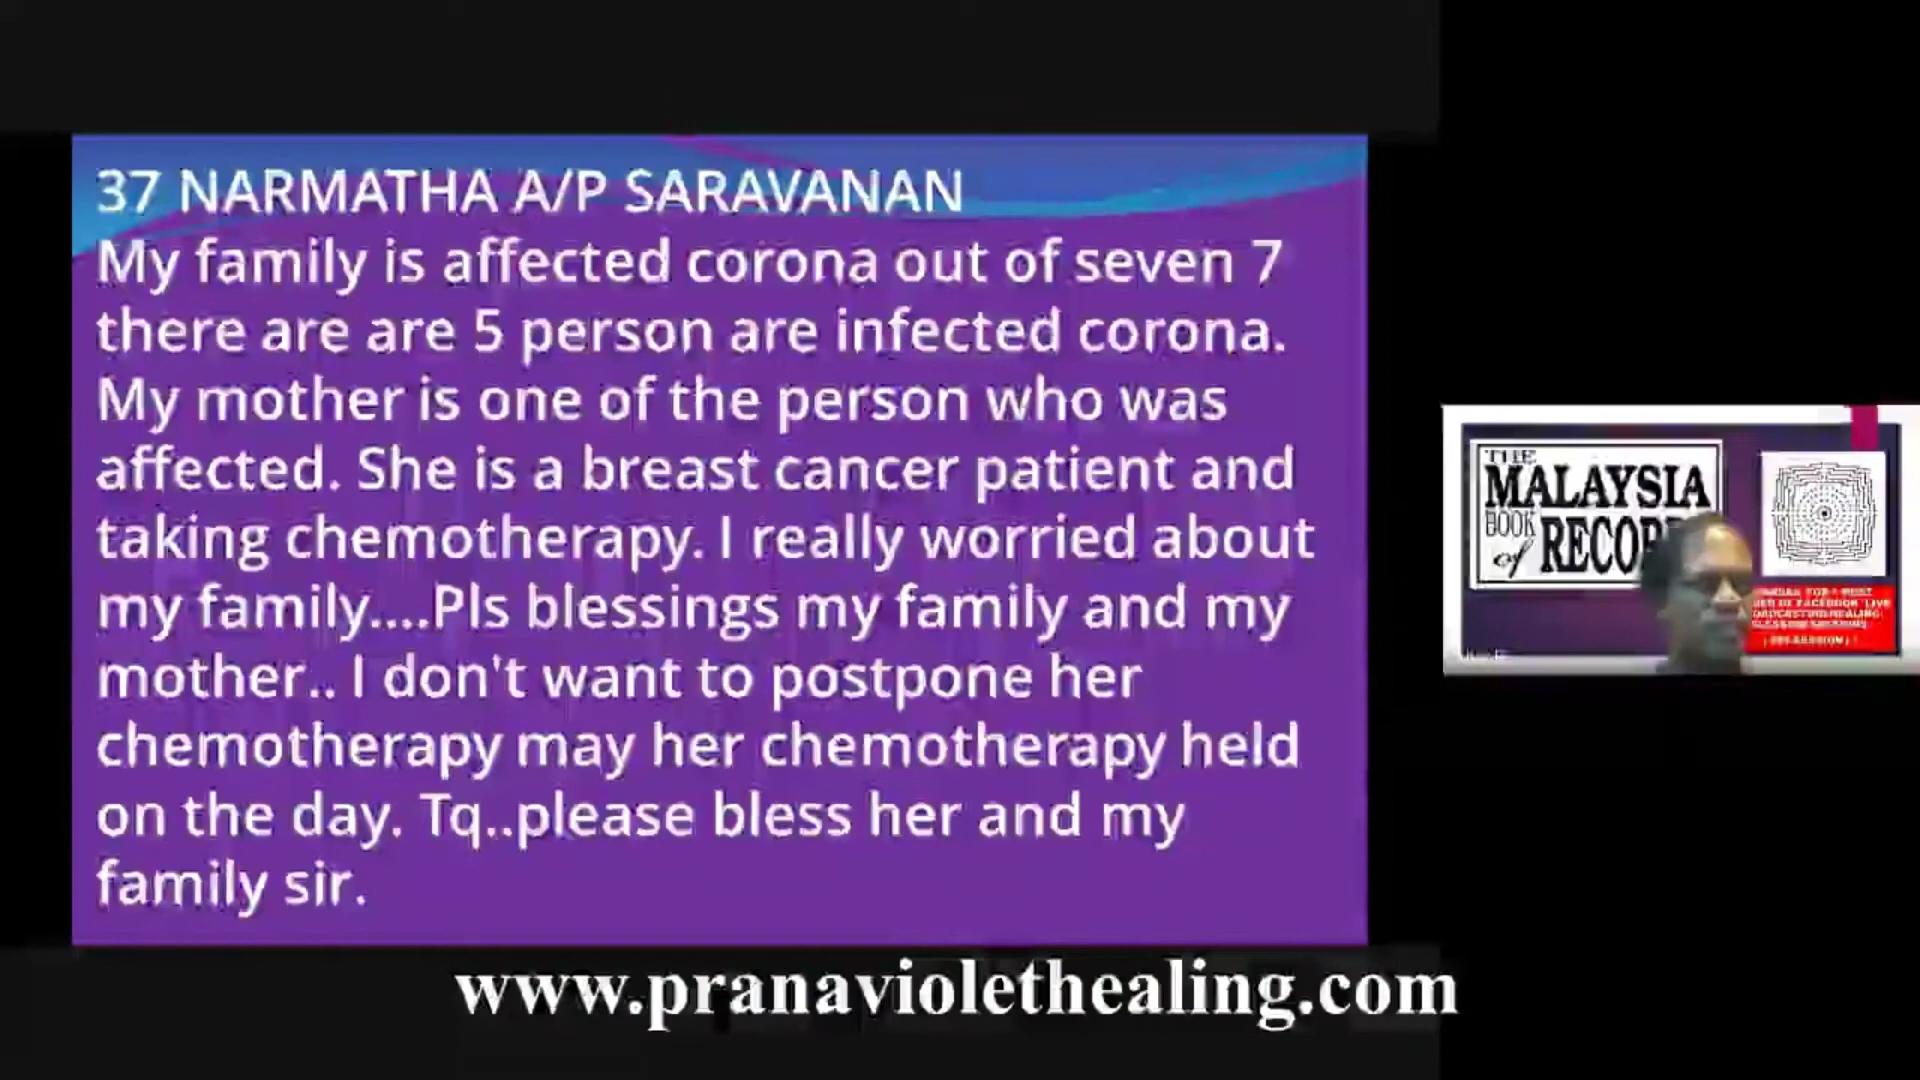 37 NARMATHA A/P SARAVANAN
My family is affected corona out of seven 7
there are are 5 person are infected corona.
My mother is one of the person who was
affected. She is a breast cancer patient and
taking chemotherapy. I really worried about
my family....Pls blessings my family and my
mother.. I don't want to postpone her
chemotherapy may her chemotherapy held
on the day. Tq..please bless her and my
family sir.
THE
MALAYSIA
BOOK
of RECOR
OF FACEBOOK LIVE
www.pranaviolethealing.com